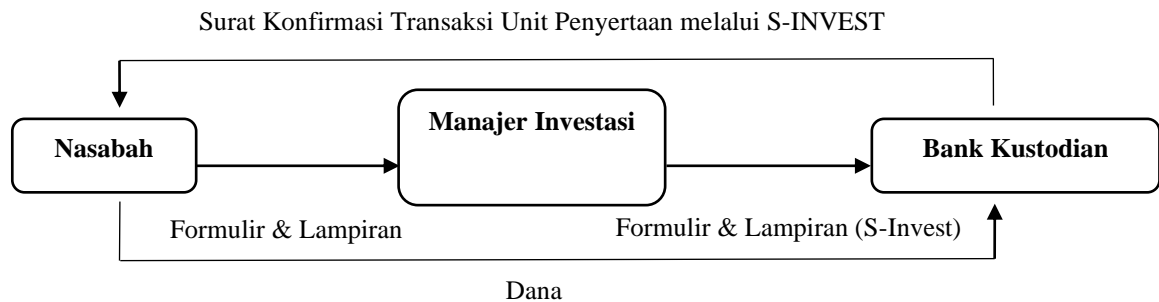 Surat Konfirmasi Transaksi Unit Penyertaan melalui S-INVEST
Manajer Investasi
Nasabah
Bank Kustodian
Formulir & Lampiran
Formulir & Lampiran (S-Invest)
Dana